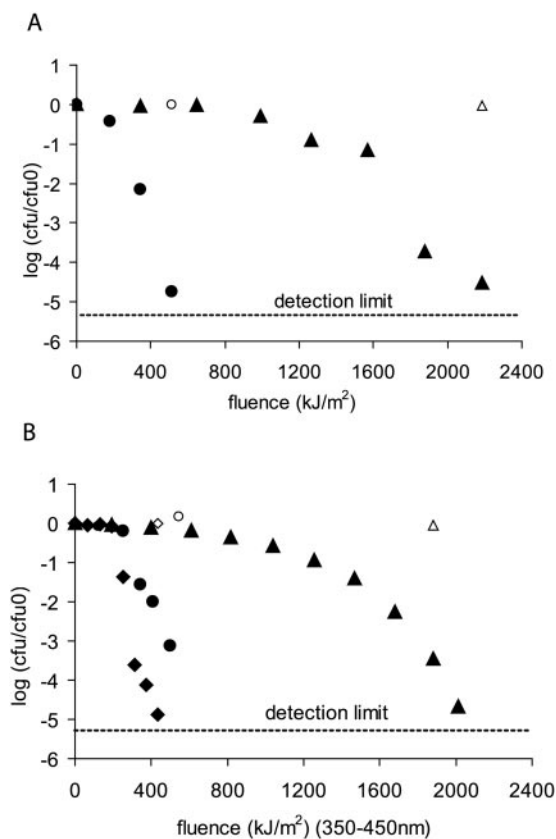 A
1
0
-1
-2
-3
-4
-5
-6
log (cfu/cfu0)
detection limit
0 400 800 1200 1600 2000 2400
fluence (kJ/m²)
B
1
0
-1
-2
-3
-4
-5
-6
log (cfu/cfu0)
detection limit
0 400 800 1200 1600 2000 2400
fluence (kJ/m²) (350-450nm)